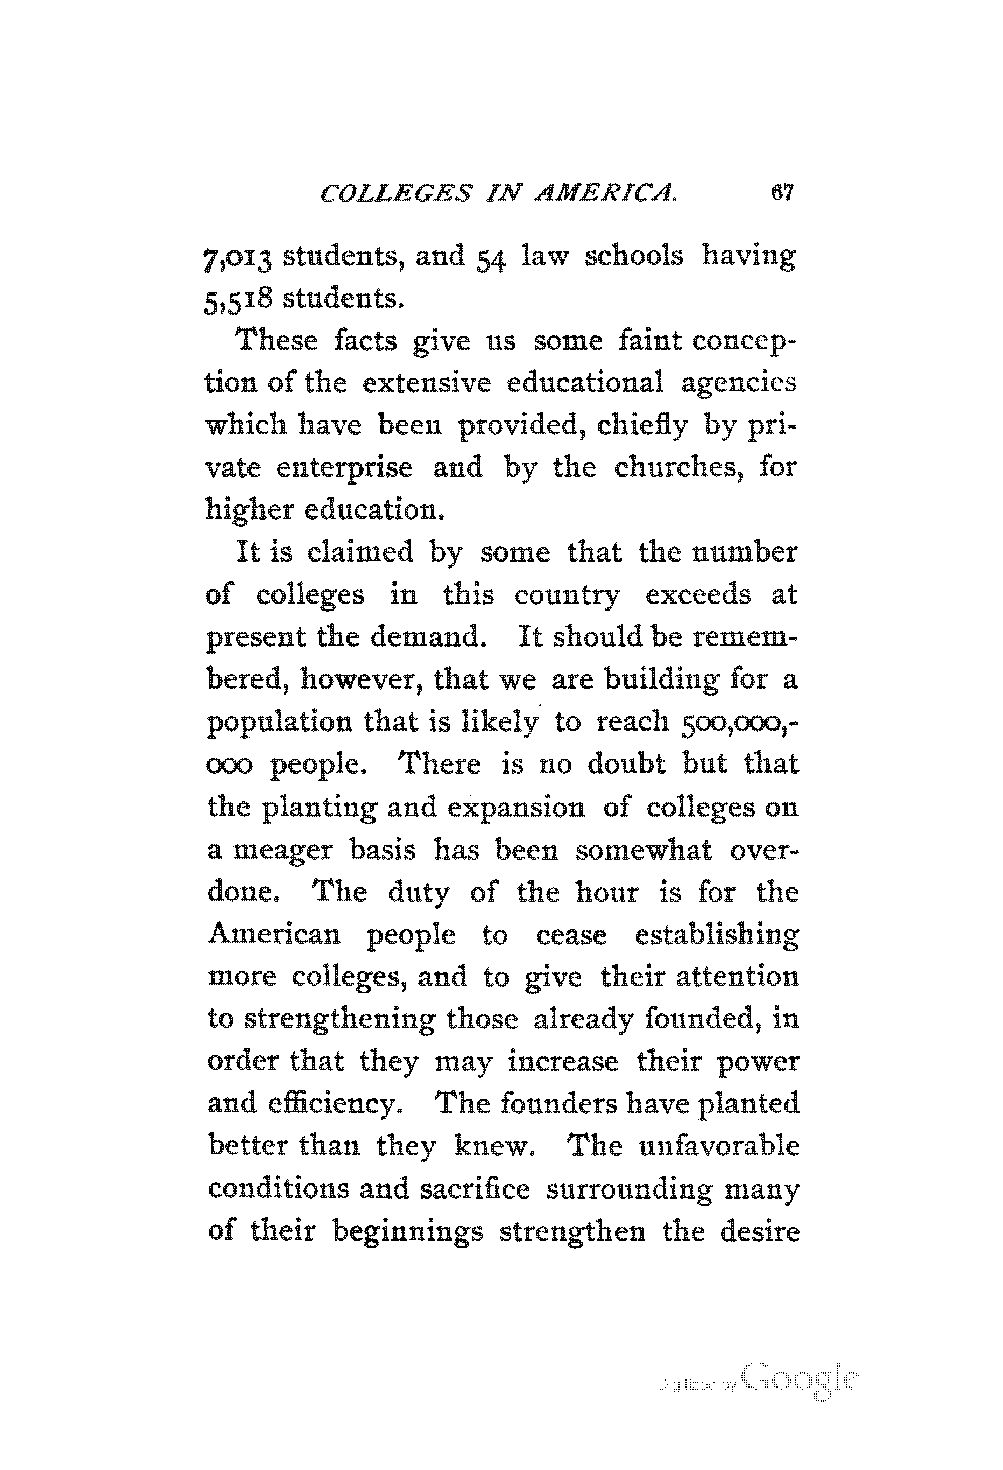 COLLEGES IN AMERICA. 67
7,013 students, and 54 law schools having
5,518 students.
These facts give us some faint concep-
tion of the extensive educational agencies
which have been provided, chiefly by pri-
vate enterprise and by the churches, for
higher education.
It is claimed by some that the number
of colleges in this country exceeds at
present the demand. It should be remem-
bered, however, that we are building for a
population that is likely to reach 500,000,-
000 people. There is no doubt but that
the planting and expansion of colleges on
a meager basis has been somewhat over-
done. The duty of the hour is for the
American people to cease establishing
more colleges, and to give their attention
to strengthening those already founded, in
order that they may increase their power
and efficiency. The founders have planted
better than they knew. The unfavorable
conditions and sacrifice surrounding many
of their beginnings strengthen the desire
Digitized by Google